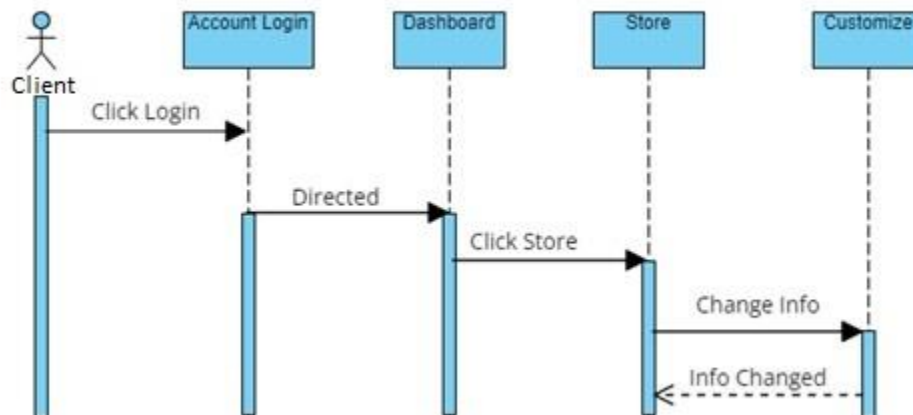 Account Login
Dashboard
Store
Customize
Client
Click Login
Directed
Click Store
Change Info
Info Changed